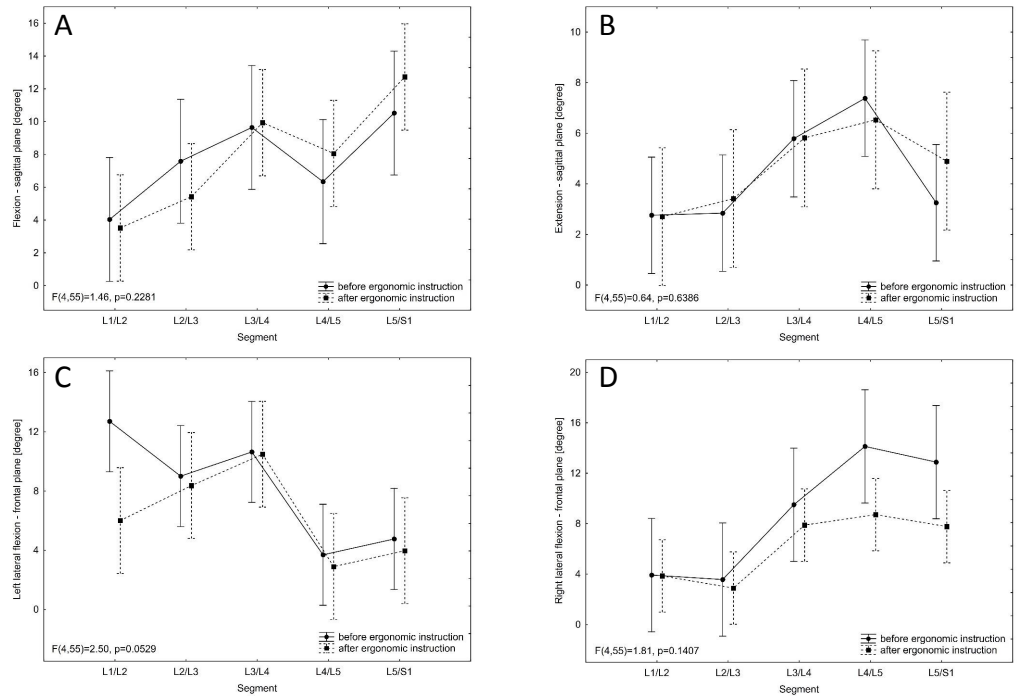 A
Flexion - sagittal plane [degree]
16
14
12
10
8
6
4
2
0
before ergonomic instruction
after ergonomic instruction
F(4,55)=1.46, p=0.2281
L1/L2 L2/L3 L3/L4 L4/L5 L5/S1
Segment
B
Extension - sagittal plane [degree]
10
8
6
4
2
0
before ergonomic instruction
after ergonomic instruction
F(4,55)=0.64, p=0.6386
L1/L2 L2/L3 L3/L4 L4/L5 L5/S1
Segment
C
Left lateral flexion - frontal plane [degree]
16
12
8
4
0
before ergonomic instruction
after ergonomic instruction
F(4,55)=2.50, p=0.0529
L1/L2 L2/L3 L3/L4 L4/L5 L5/S1
Segment
D
Right lateral flexion - frontal plane [degree]
20
16
12
8
4
0
before ergonomic instruction
after ergonomic instruction
F(4,55)=1.81, p=0.1407
L1/L2 L2/L3 L3/L4 L4/L5 L5/S1
Segment